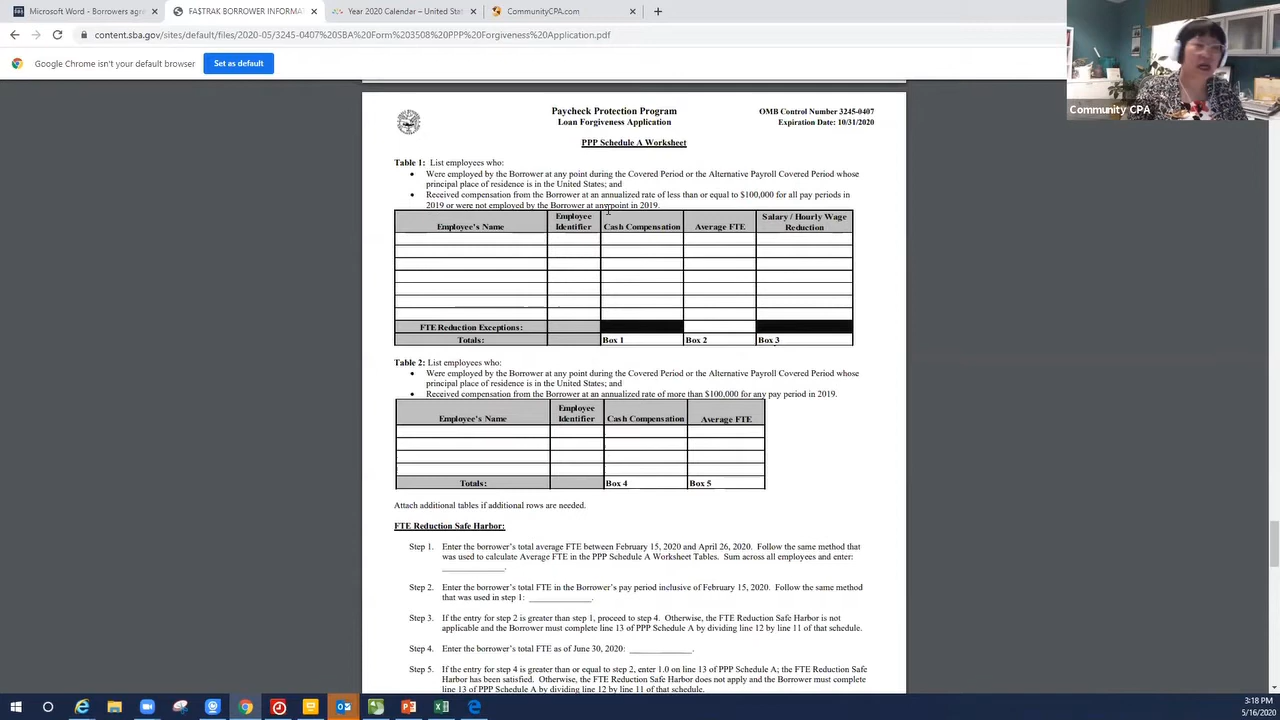 Microsoft Word - Borrowers agre
FA$TRAK BORROWER INFORMA
Year 2020 Calendar – United Stat
CommunityCPA.com
content.sba.gov/sites/default/files/2020-05/3245-0407%20SBA%20Form%203508%20PPP%20Forgiveness%20Application.pdf
Google Chrome isn't your default browser
Set as default
Community CPA
Paycheck Protection Program
Loan Forgiveness Application
OMB Control Number 3245-0407
Expiration Date: 10/31/2020
PPP Schedule A Worksheet
Table 1: List employees who:
• Were employed by the Borrower at any point during the Covered Period or the Alternative Payroll Covered Period whose
principal place of residence is in the United States; and
• Received compensation from the Borrower at an annualized rate of less than or equal to $100,000 for all pay periods in
2019 or were not employed by the Borrower at any point in 2019.
Employee's Name
Employee Identifier
Cash Compensation
Average FTE
Salary / Hourly Wage Reduction
FTE Reduction Exceptions:
Totals: Box 1 Box 2 Box 3
Table 2: List employees who:
• Were employed by the Borrower at any point during the Covered Period or the Alternative Payroll Covered Period whose
principal place of residence is in the United States; and
• Received compensation from the Borrower at an annualized rate of more than $100,000 for any pay period in 2019.
Employee's Name
Employee Identifier
Cash Compensation
Average FTE
Totals: Box 4 Box 5
Attach additional tables if additional rows are needed.
FTE Reduction Safe Harbor:
Step 1. Enter the borrower's total average FTE between February 15, 2020 and April 26, 2020. Follow the same method that
was used to calculate Average FTE in the PPP Schedule A Worksheet Tables. Sum across all employees and enter:
______________.
Step 2. Enter the borrower's total FTE in the Borrower's pay period inclusive of February 15, 2020. Follow the same method
that was used in step 1: ______________.
Step 3. If the entry for step 2 is greater than step 1, proceed to step 4. Otherwise, the FTE Reduction Safe Harbor is not
applicable and the Borrower must complete line 13 of PPP Schedule A by dividing line 12 by line 11 of that schedule.
Step 4. Enter the borrower's total FTE as of June 30, 2020: ______________.
Step 5. If the entry for step 4 is greater than or equal to step 2, enter 1.0 on line 13 of PPP Schedule A; the FTE Reduction Safe
Harbor has been satisfied. Otherwise, the FTE Reduction Safe Harbor does not apply and the Borrower must complete
line 13 of PPP Schedule A by dividing line 12 by line 11 of that schedule.
3:18 PM
5/16/2020